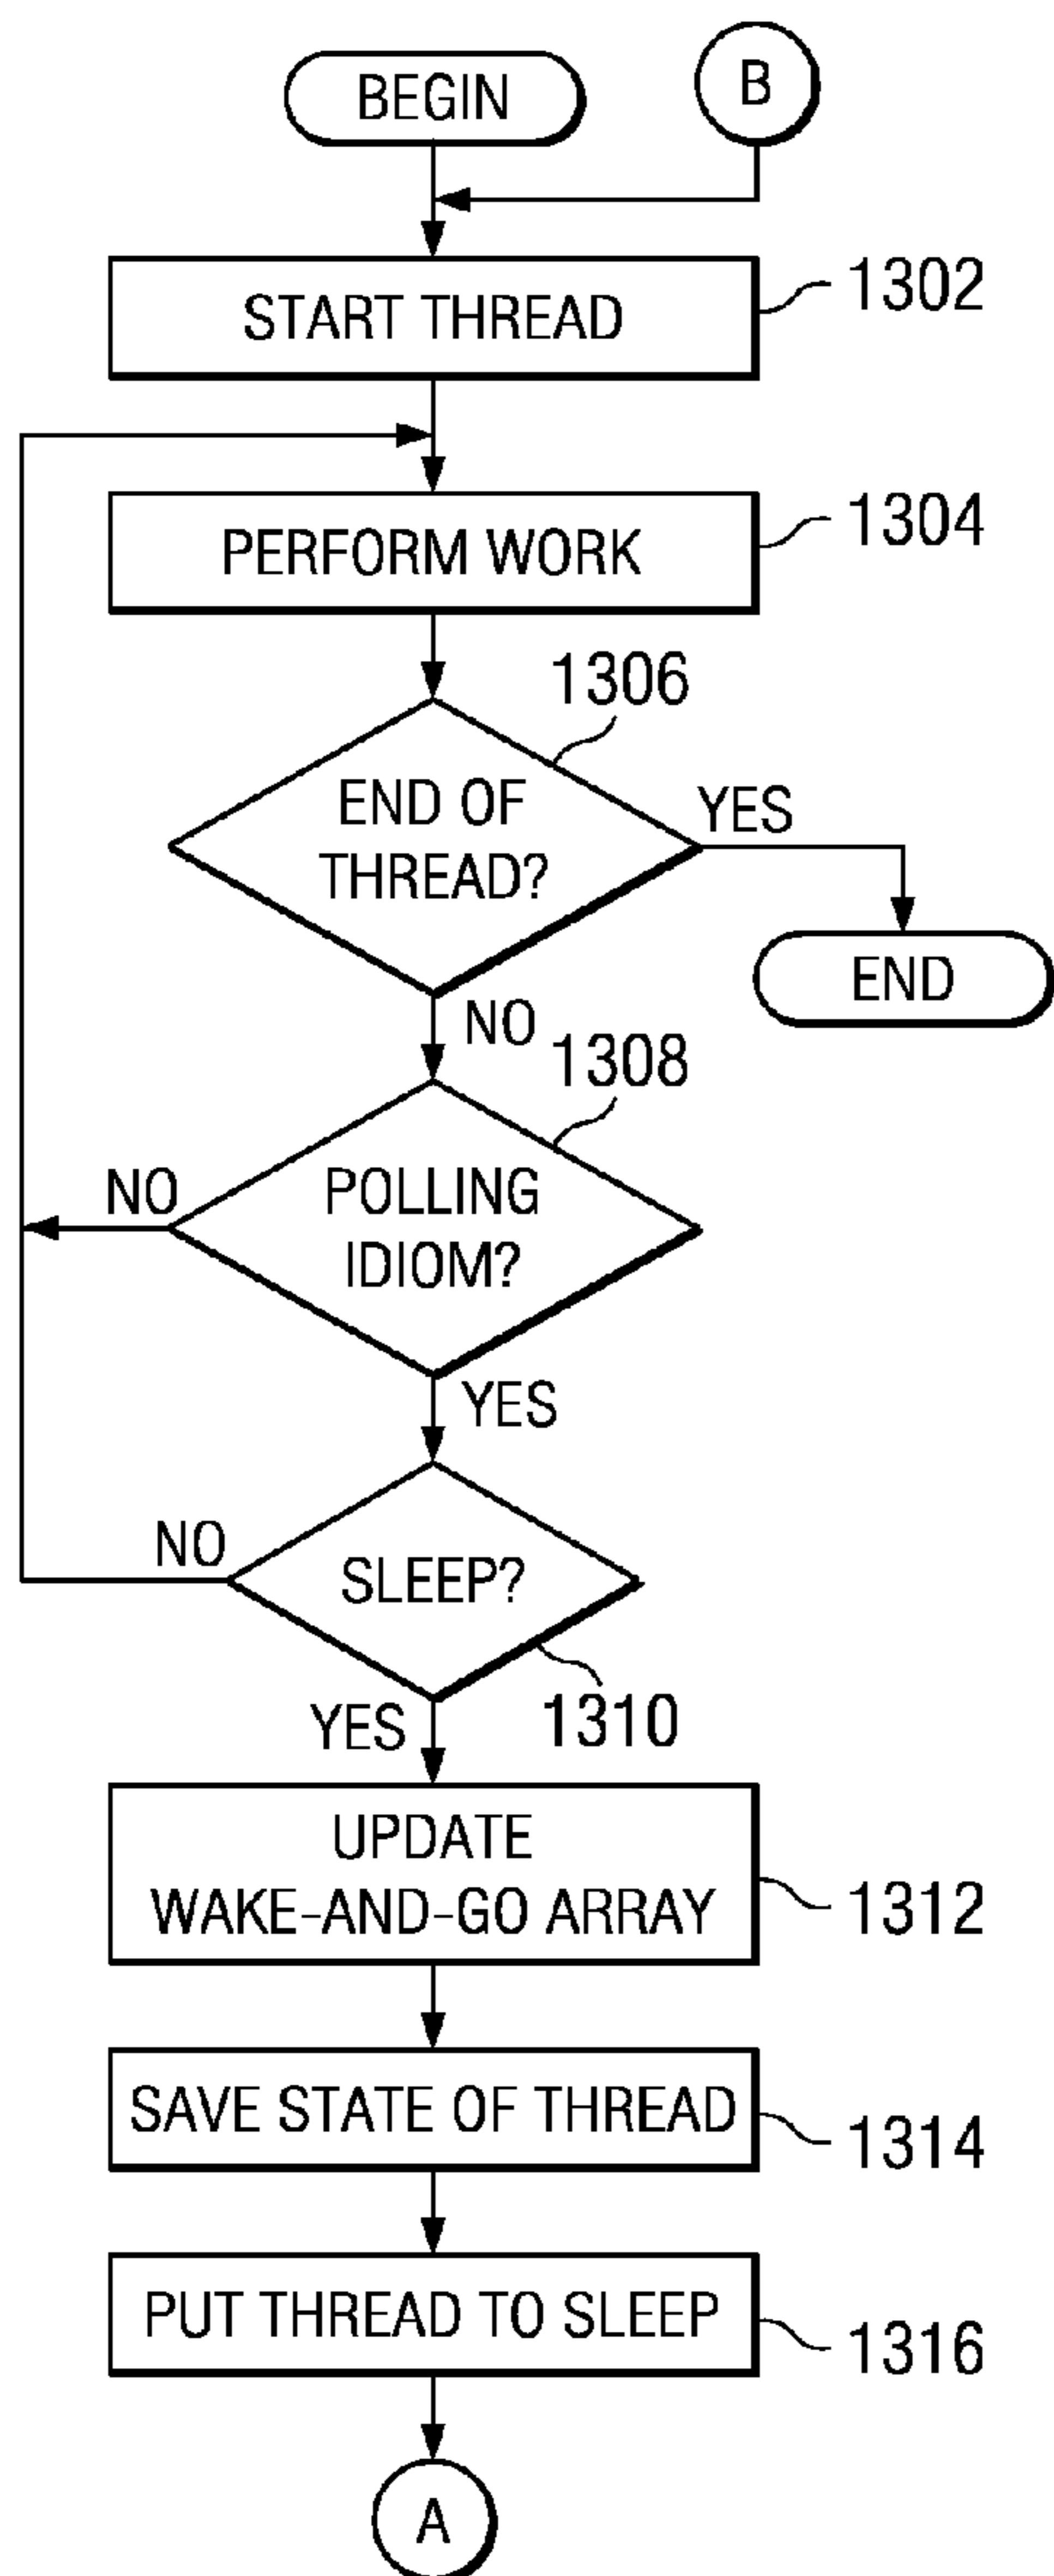 BEGIN
B
START THREAD
1302
PERFORM WORK
1304
1306
END OF
THREAD?
YES
END
NO
1308
NO
POLLING
IDIOM?
YES
NO
SLEEP?
YES
1310
UPDATE
WAKE-AND-GO ARRAY
1312
SAVE STATE OF THREAD
1314
PUT THREAD TO SLEEP
1316
A